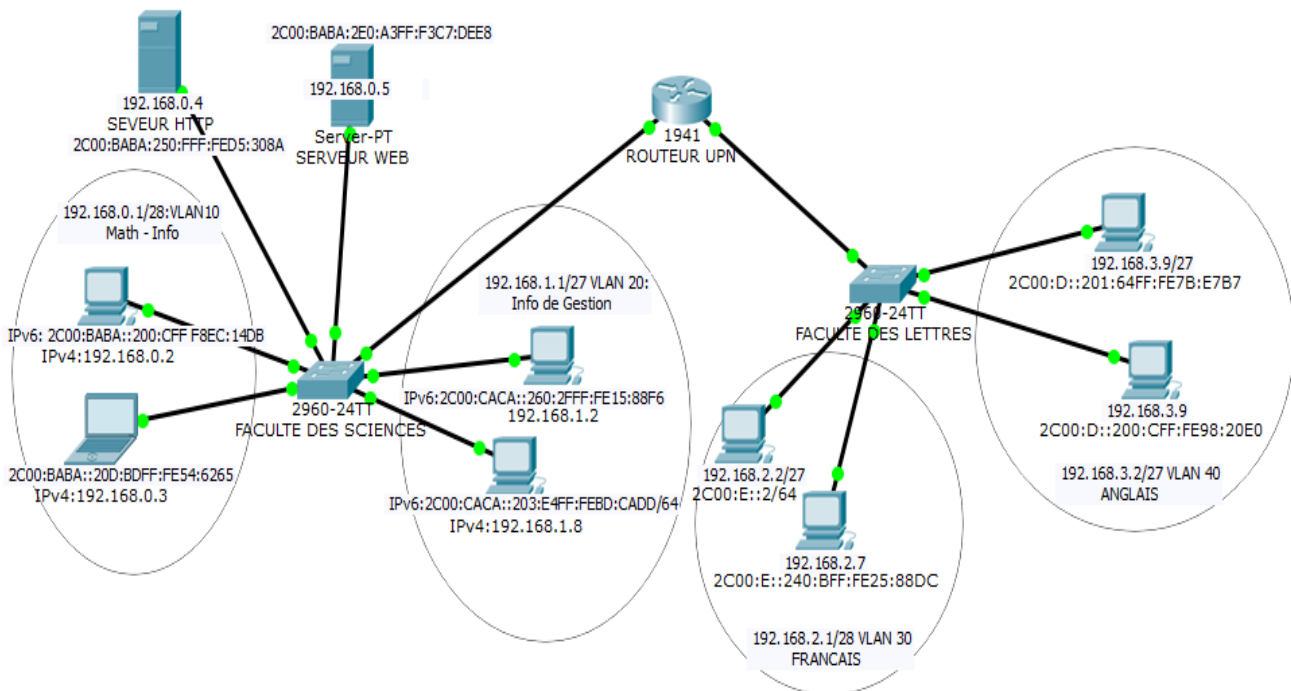 2C00:BABA:2E0:A3FF:F3C7:DEE8
192.168.0.4
SEVEUR HTTP
2C00:BABA:250:FFF:FED5:308A
192.168.0.5
Server-PT
SERVEUR WEB
1941
ROUTEUR UPN
192.168.0.1/28:VLAN10
Math - Info
IPv6: 2C00:BABA::200:CFF F8EC:14DB
IPv4:192.168.0.2
2C00:BABA::20D:BDFF:FE54:6265
IPv4:192.168.0.3
2960-24TT
FACULTE DES SCIENCES
192.168.1.1/27 VLAN 20:
Info de Gestion
IPv6:2C00:CACA::260:2FFF:FE15:88F6
192.168.1.2
IPv6:2C00:CACA::203:E4FF:FEBD:CADD/64
IPv4:192.168.1.8
2960-24TT
FACULTE DES LETTRES
192.168.2.2/27
2C00:E::2/64
192.168.2.7
2C00:E::240:BFF:FE25:88DC
192.168.2.1/28 VLAN 30
FRANCAIS
192.168.3.9/27
2C00:D::201:64FF:FE7B:E7B7
192.168.3.9
2C00:D::200:CFF:FE98:20E0
192.168.3.2/27 VLAN 40
ANGLAIS